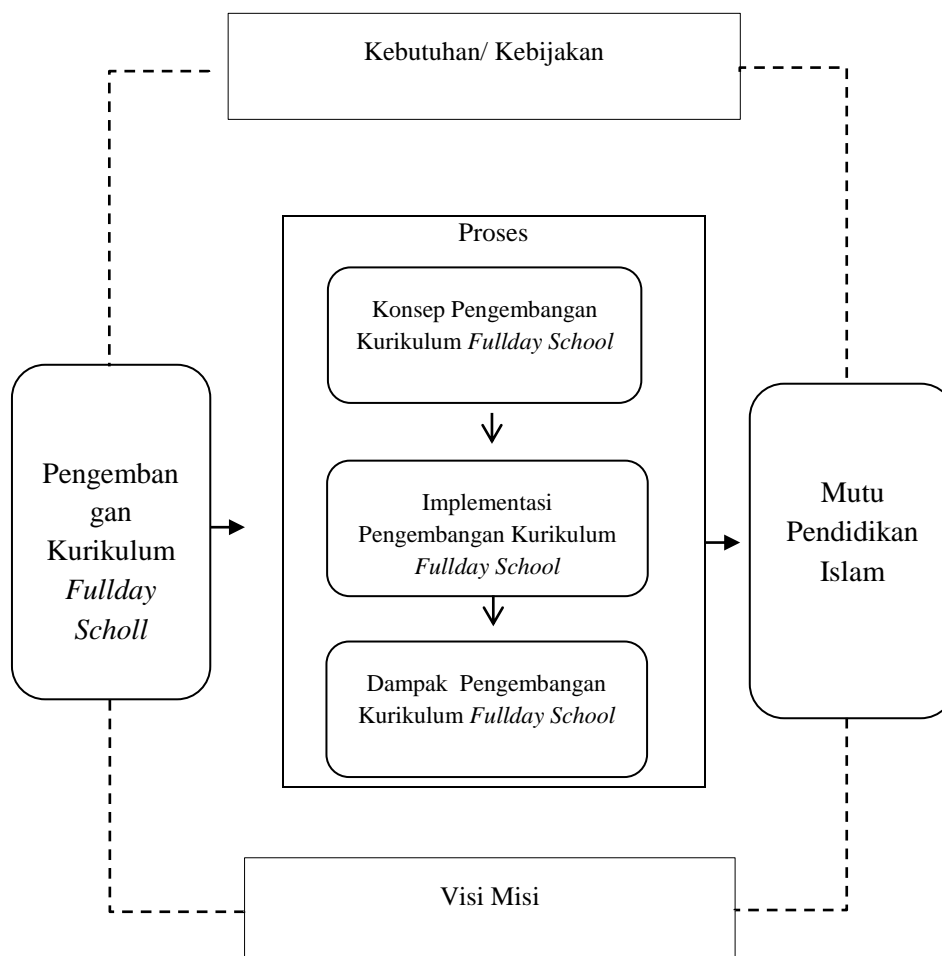 Kebutuhan/ Kebijakan
Proses
Konsep Pengembangan
Kurikulum Fullday School
Pengemban
gan
Kurikulum
Fullday
Scholl
Implementasi
Pengembangan Kurikulum
Fullday School
Mutu
Pendidikan
Islam
Dampak Pengembangan
Kurikulum Fullday School
Visi Misi